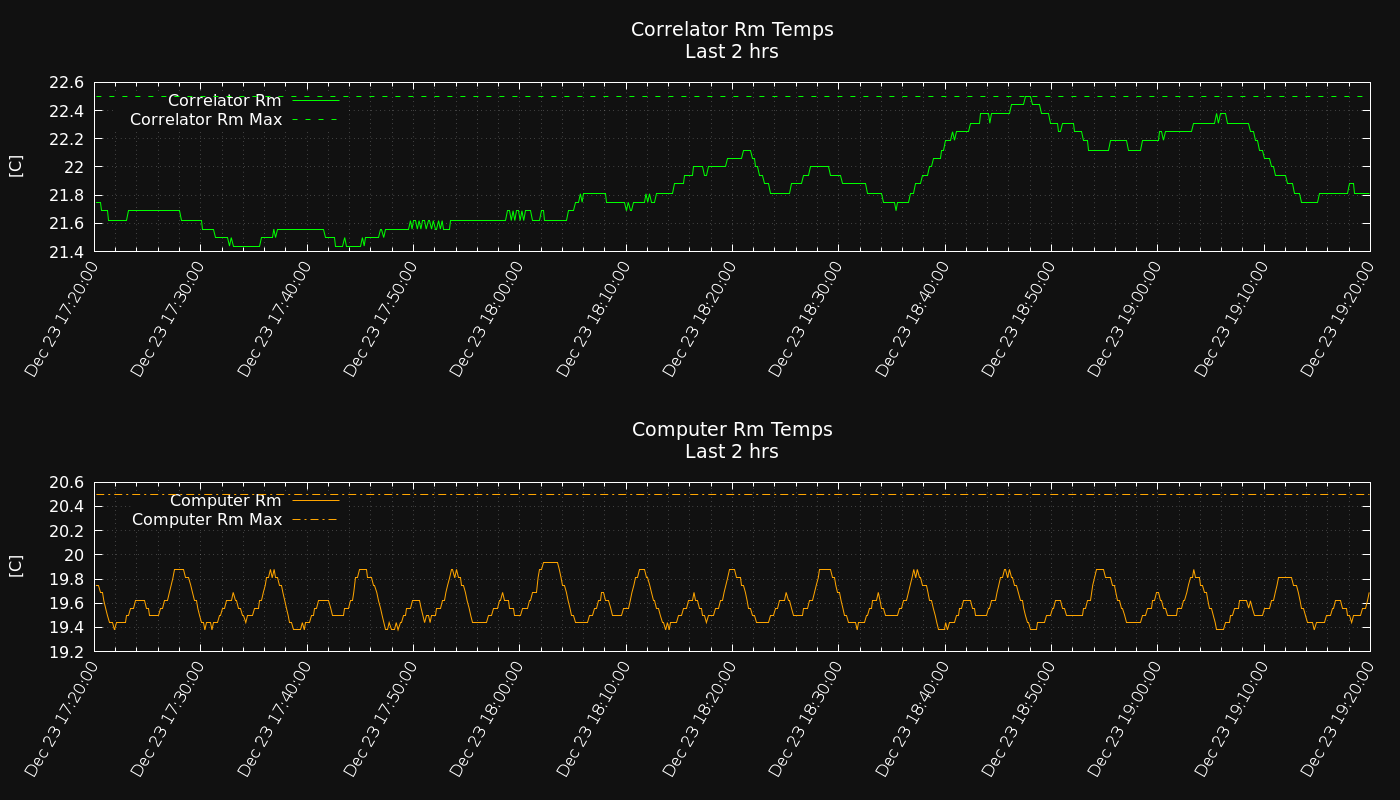 Correlator Rm Temps
Last 2 hrs
22.6
22.4
22.2
22
21.8
21.6
21.4
[C]
Correlator Rm
Correlator Rm Max
Dec 23 17:20:00
Dec 23 17:30:00
Dec 23 17:40:00
Dec 23 17:50:00
Dec 23 18:00:00
Dec 23 18:10:00
Dec 23 18:20:00
Dec 23 18:30:00
Dec 23 18:40:00
Dec 23 18:50:00
Dec 23 19:00:00
Dec 23 19:10:00
Dec 23 19:20:00
Computer Rm Temps
Last 2 hrs
20.6
20.4
20.2
20
19.8
19.6
19.4
19.2
[C]
Computer Rm
Computer Rm Max
Dec 23 17:20:00
Dec 23 17:30:00
Dec 23 17:40:00
Dec 23 17:50:00
Dec 23 18:00:00
Dec 23 18:10:00
Dec 23 18:20:00
Dec 23 18:30:00
Dec 23 18:40:00
Dec 23 18:50:00
Dec 23 19:00:00
Dec 23 19:10:00
Dec 23 19:20:00